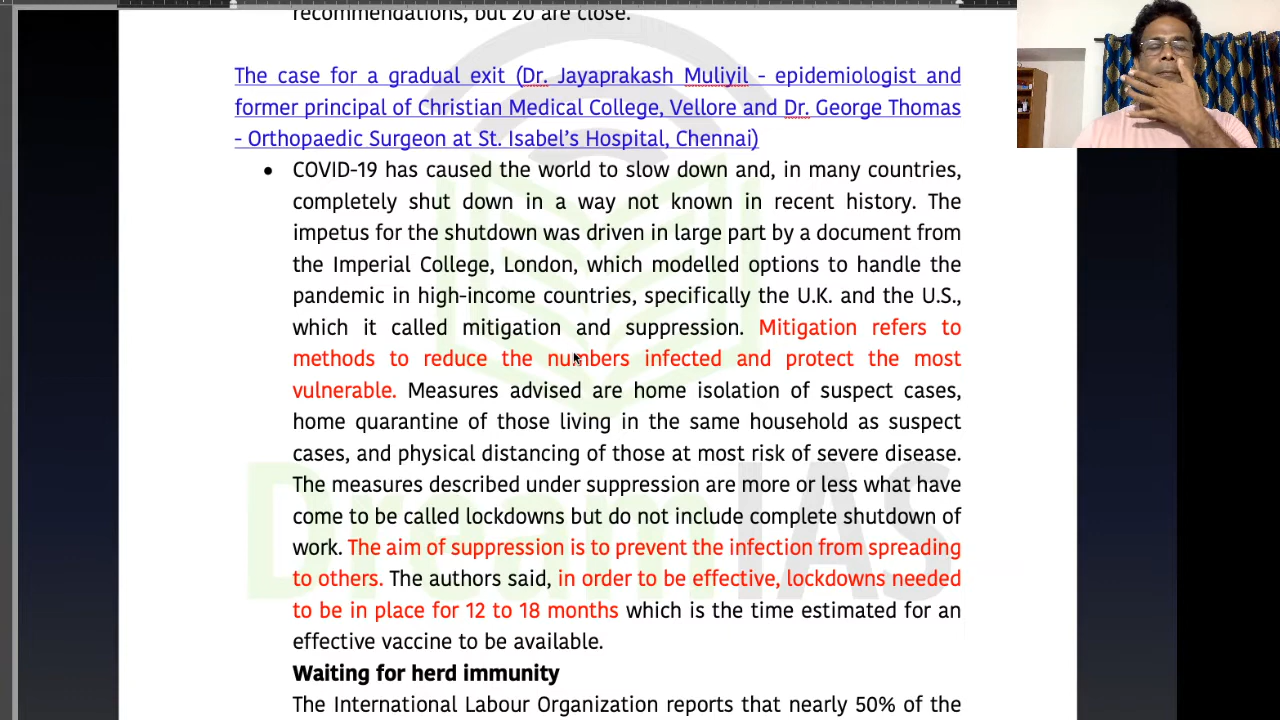 recommendations, but 20 are close.
The case for a gradual exit (Dr. Jayaprakash Muliyil - epidemiologist and
former principal of Christian Medical College, Vellore and Dr. George Thomas
- Orthopaedic Surgeon at St. Isabel’s Hospital, Chennai)
• COVID-19 has caused the world to slow down and, in many countries,
completely shut down in a way not known in recent history. The
impetus for the shutdown was driven in large part by a document from
the Imperial College, London, which modelled options to handle the
pandemic in high-income countries, specifically the U.K. and the U.S.,
which it called mitigation and suppression. Mitigation refers to
methods to reduce the numbers infected and protect the most
vulnerable. Measures advised are home isolation of suspect cases,
home quarantine of those living in the same household as suspect
cases, and physical distancing of those at most risk of severe disease.
The measures described under suppression are more or less what have
come to be called lockdowns but do not include complete shutdown of
work. The aim of suppression is to prevent the infection from spreading
to others. The authors said, in order to be effective, lockdowns needed
to be in place for 12 to 18 months which is the time estimated for an
effective vaccine to be available.
Waiting for herd immunity
The International Labour Organization reports that nearly 50% of the
DreamIAS